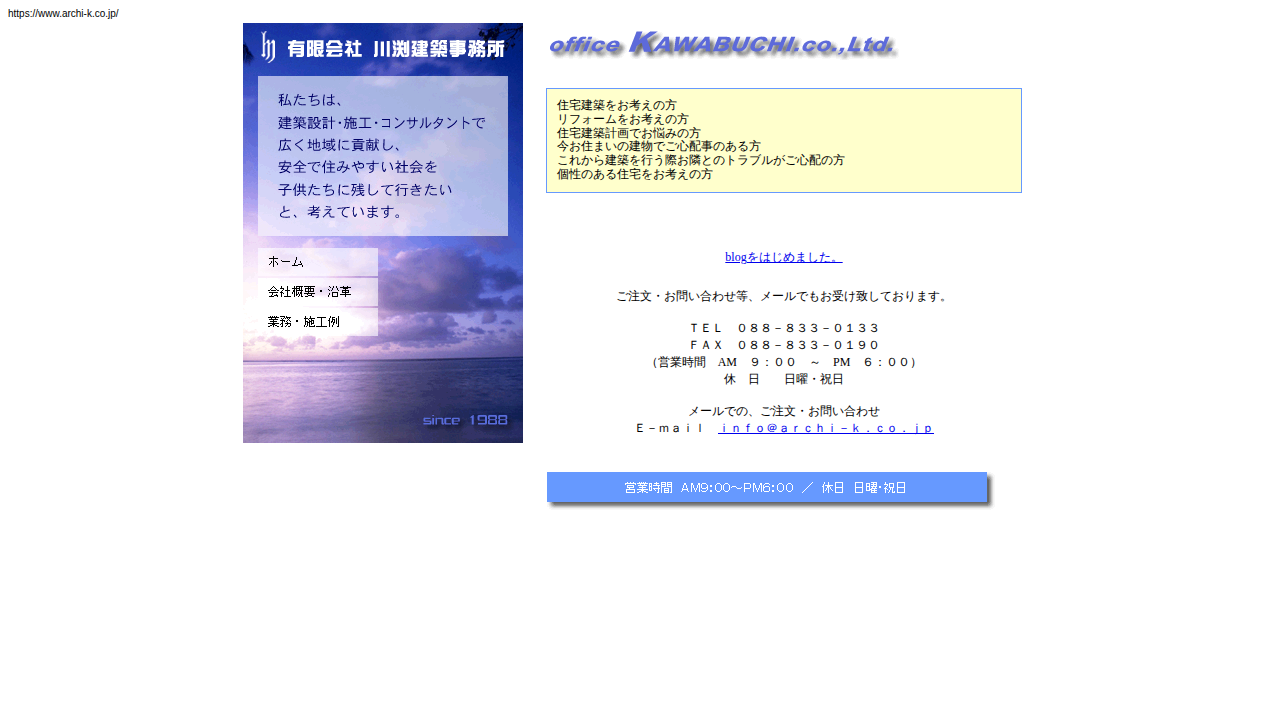 https://www.archi-k.co.jp/
有限会社 川渕建築事務所
私たちは、
建築設計・施工・コンサルタントで
広く地域に貢献し、
安全で住みやすい社会を
子供たちに残して行きたい
と、考えています。
ホーム
会社概要・沿革
業務・施工例
since 1988
office KAWABUCHI.co.,Ltd.
住宅建築をお考えの方
リフォームをお考えの方
住宅建築計画でお悩みの方
今お住まいの建物でご心配事のある方
これから建築を行う際お隣とのトラブルがご心配の方
個性のある住宅をお考えの方
blogをはじめました。
ご注文・お問い合わせ等、メールでもお受け致しております。
ＴＥＬ　０８８－８３３－０１３３
ＦＡＸ　０８８－８３３－０１９０
（営業時間　AM　９：００　～　PM　６：００）
休　日　　日曜・祝日
メールでの、ご注文・お問い合わせ
Ｅ－ｍａｉｌ　ｉｎｆｏ＠ａｒｃｈｉ－ｋ．ｃｏ．ｊｐ
営業時間 AM9:00～PM6:00 ／ 休日 日曜・祝日